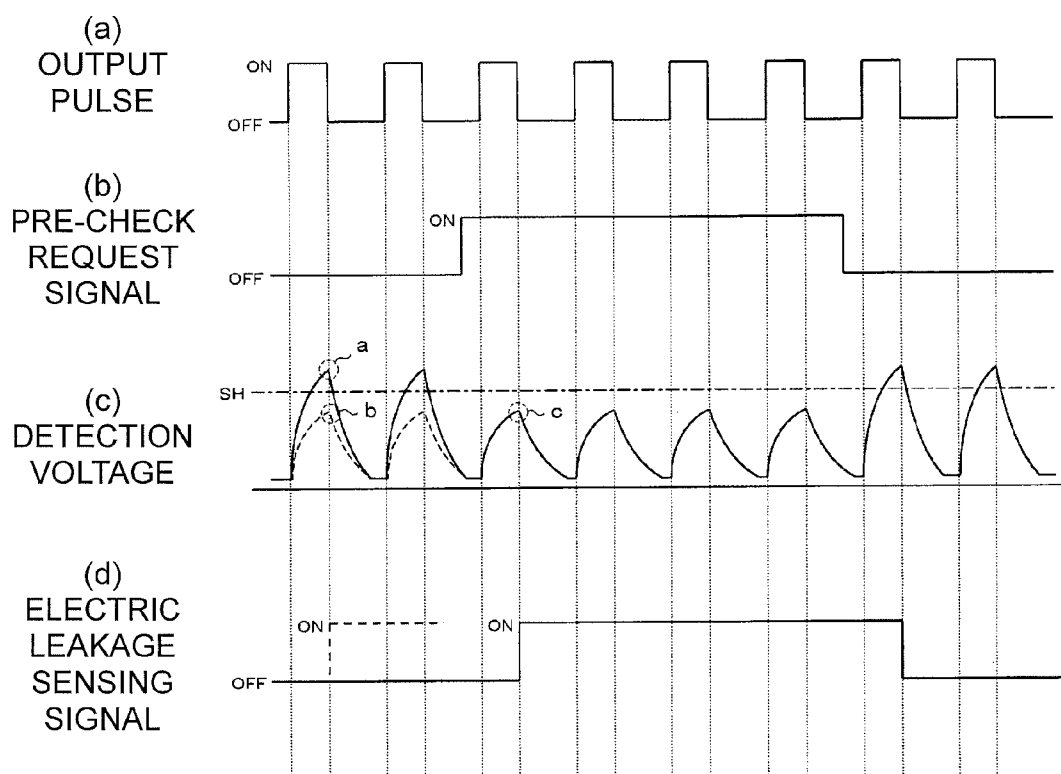 (a)
OUTPUT
PULSE
ON
OFF
(b)
PRE-CHECK
REQUEST
SIGNAL
ON
OFF
(c)
DETECTION
VOLTAGE
SH
a
b
c
(d)
ELECTRIC
LEAKAGE
SENSING
SIGNAL
ON
ON
OFF